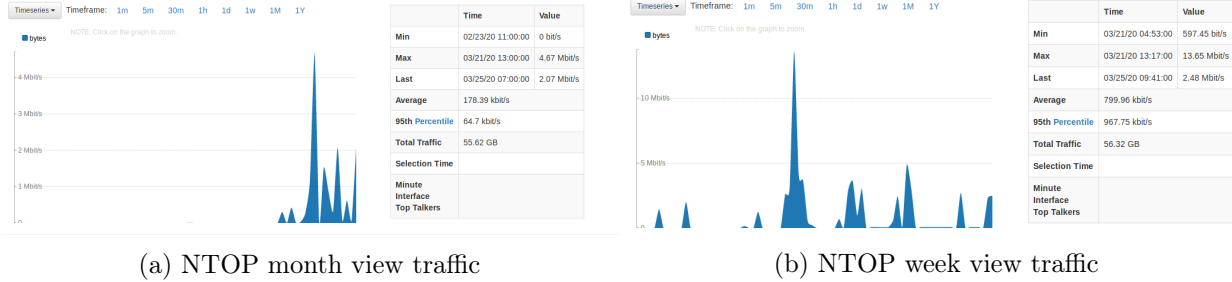 Timeseries Timeframe: 1m 5m 30m 1h 1d 1w 1M 1Y
NOTE: Click on the graph to zoom.
bytes
4 Mbit/s
3 Mbit/s
2 Mbit/s
1 Mbit/s
0
Time Value
Min 02/23/20 11:00:00 0 bit/s
Max 03/21/20 13:00:00 4.67 Mbit/s
Last 03/25/20 07:00:00 2.07 Mbit/s
Average 178.39 kbit/s
95th Percentile 64.7 kbit/s
Total Traffic 55.62 GB
Selection Time
Minute
Interface
Top Talkers
(a) NTOP month view traffic
Timeseries Timeframe: 1m 5m 30m 1h 1d 1w 1M 1Y
NOTE: Click on the graph to zoom.
bytes
10 Mbit/s
5 Mbit/s
0
Time Value
Min 03/21/20 04:53:00 597.45 bit/s
Max 03/21/20 13:17:00 13.65 Mbit/s
Last 03/25/20 09:41:00 2.48 Mbit/s
Average 799.96 kbit/s
95th Percentile 967.75 kbit/s
Total Traffic 56.32 GB
Selection Time
Minute
Interface
Top Talkers
(b) NTOP week view traffic